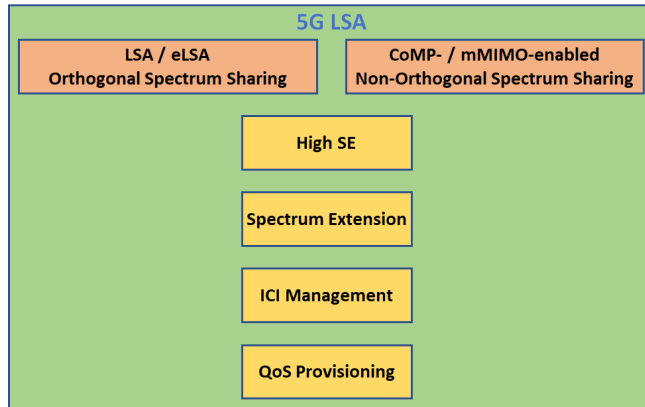 5G LSA
LSA / eLSA
Orthogonal Spectrum Sharing
CoMP- / mMIMO-enabled
Non-Orthogonal Spectrum Sharing
High SE
Spectrum Extension
ICI Management
QoS Provisioning